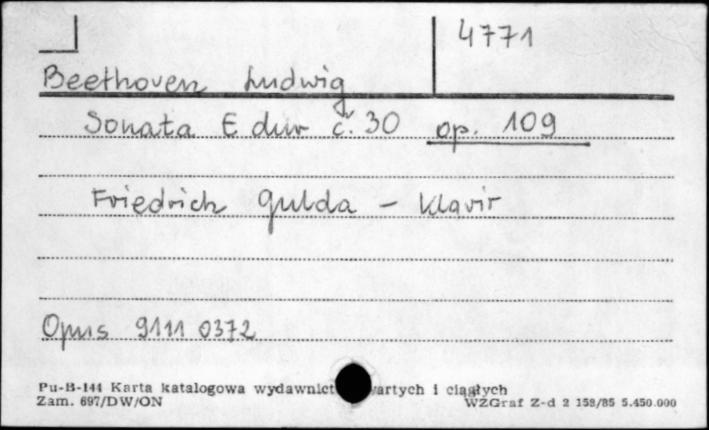 4771
Beethoven Ludwig
Sonata E dur č. 30 op. 109
Friedrich Gulda - klavír
Opus 9111 0372
Pu-B-144 Karta katalogowa wydawnict wartych i ciągłych
Zam. 697/DW/ON WZGraf Z-d 2 158/85 5.450.000